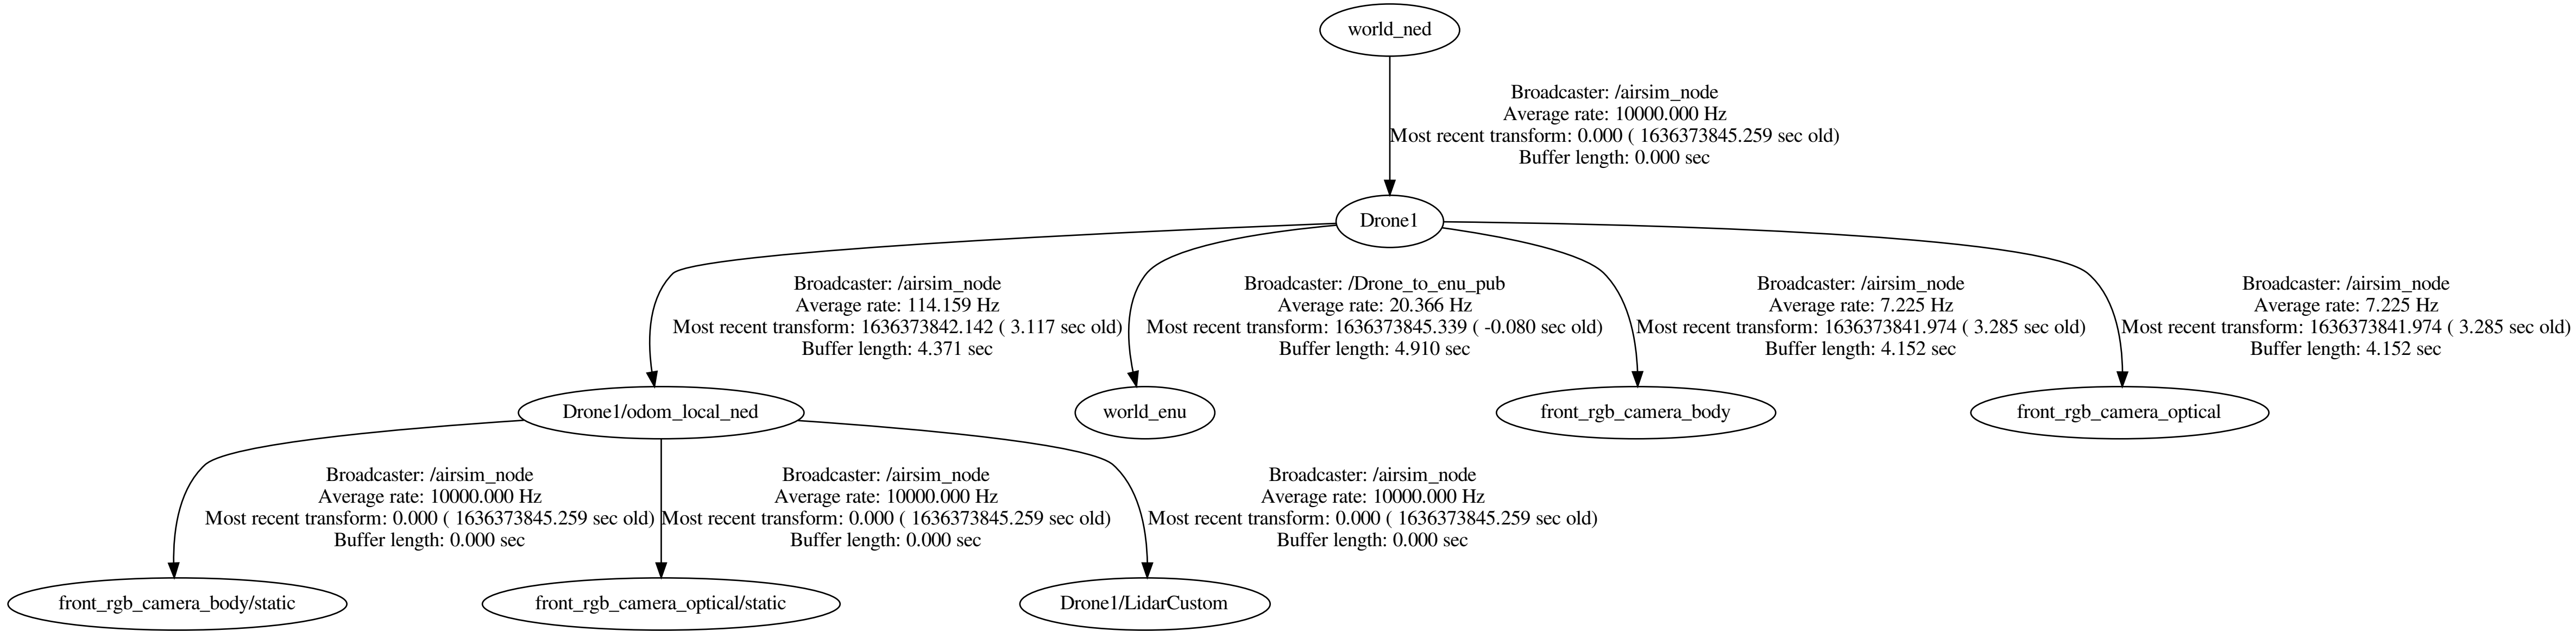 world_ned
Broadcaster: /airsim_node
Average rate: 10000.000 Hz
Most recent transform: 0.000 ( 1636373845.259 sec old)
Buffer length: 0.000 sec
Drone1
Broadcaster: /airsim_node
Average rate: 114.159 Hz
Most recent transform: 1636373842.142 ( 3.117 sec old)
Buffer length: 4.371 sec
Broadcaster: /Drone_to_enu_pub
Average rate: 20.366 Hz
Most recent transform: 1636373845.339 ( -0.080 sec old)
Buffer length: 4.910 sec
Broadcaster: /airsim_node
Average rate: 7.225 Hz
Most recent transform: 1636373841.974 ( 3.285 sec old)
Buffer length: 4.152 sec
Broadcaster: /airsim_node
Average rate: 7.225 Hz
Most recent transform: 1636373841.974 ( 3.285 sec old)
Buffer length: 4.152 sec
Drone1/odom_local_ned
world_enu
front_rgb_camera_body
front_rgb_camera_optical
Broadcaster: /airsim_node
Average rate: 10000.000 Hz
Most recent transform: 0.000 ( 1636373845.259 sec old)
Buffer length: 0.000 sec
Broadcaster: /airsim_node
Average rate: 10000.000 Hz
Most recent transform: 0.000 ( 1636373845.259 sec old)
Buffer length: 0.000 sec
Broadcaster: /airsim_node
Average rate: 10000.000 Hz
Most recent transform: 0.000 ( 1636373845.259 sec old)
Buffer length: 0.000 sec
front_rgb_camera_body/static
front_rgb_camera_optical/static
Drone1/LidarCustom